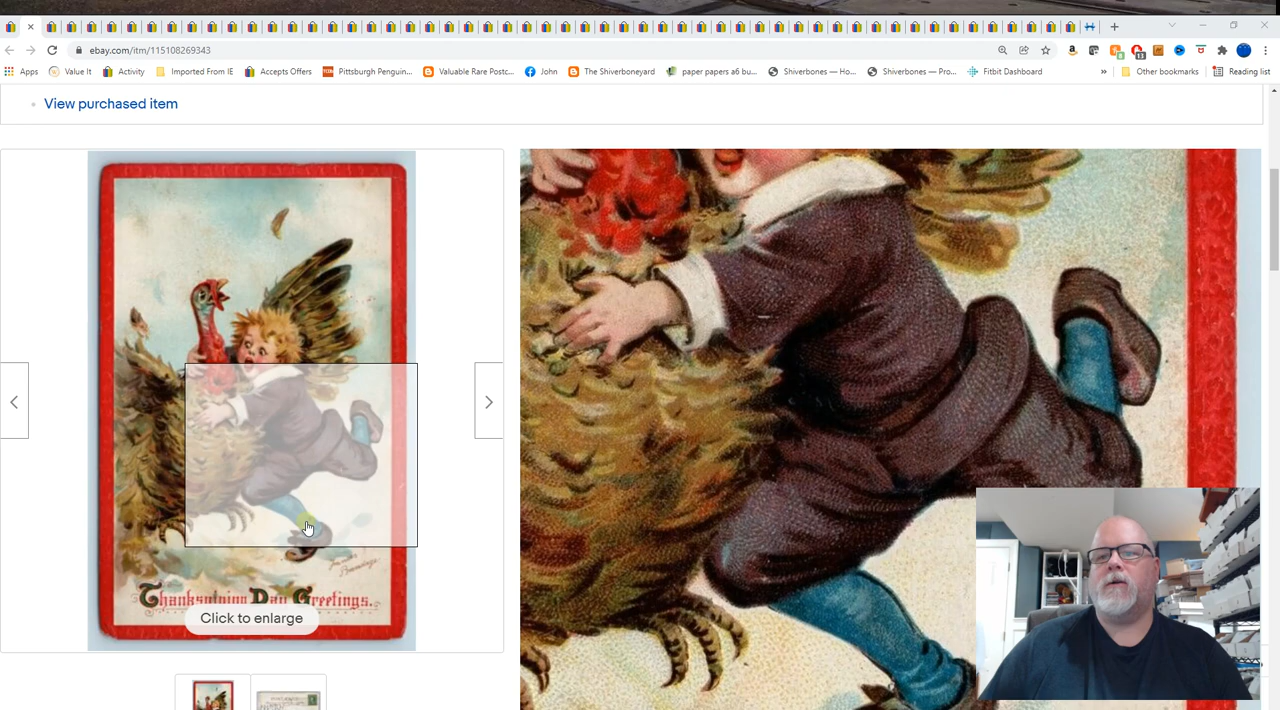 ebay.com/itm/115108269343
Apps
Value It
Activity
Imported From IE
Accepts Offers
Pittsburgh Penguin...
Valuable Rare Postc...
John
The Shiverboneyard
paper papers a6 bu...
Shiverbones — Ho...
Shiverbones — Pro...
Fitbit Dashboard
»
Other bookmarks
Reading list
View purchased item
Thanksgiving Day Greetings.
Click to enlarge